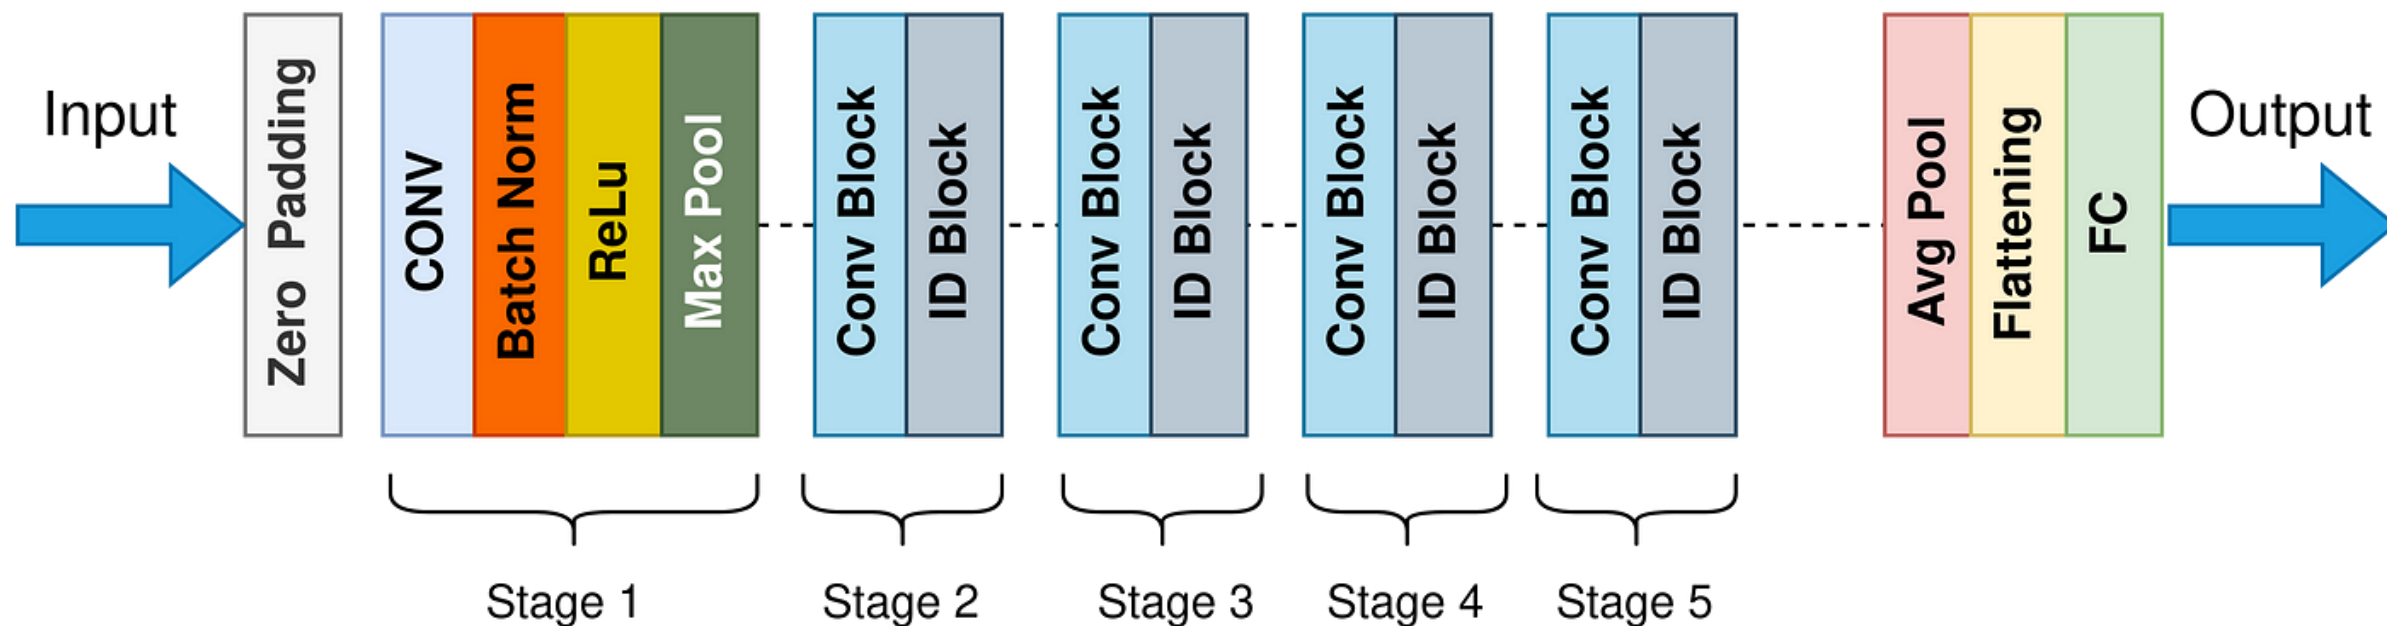 Input
Zero Padding
CONV
Batch Norm
ReLu
Max Pool
Conv Block
ID Block
Conv Block
ID Block
Conv Block
ID Block
Conv Block
ID Block
Avg Pool
Flattening
FC
Output
Stage 1
Stage 2
Stage 3
Stage 4
Stage 5